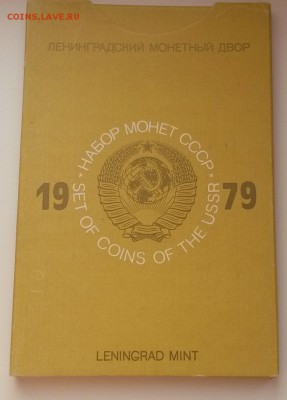 COINS.LAVE.RU
ЛЕНИНГРАДСКИЙ МОНЕТНЫЙ ДВОР
* НАБОР МОНЕТ СССР *
19 79
SET OF COINS OF THE USSR
LENINGRAD MINT